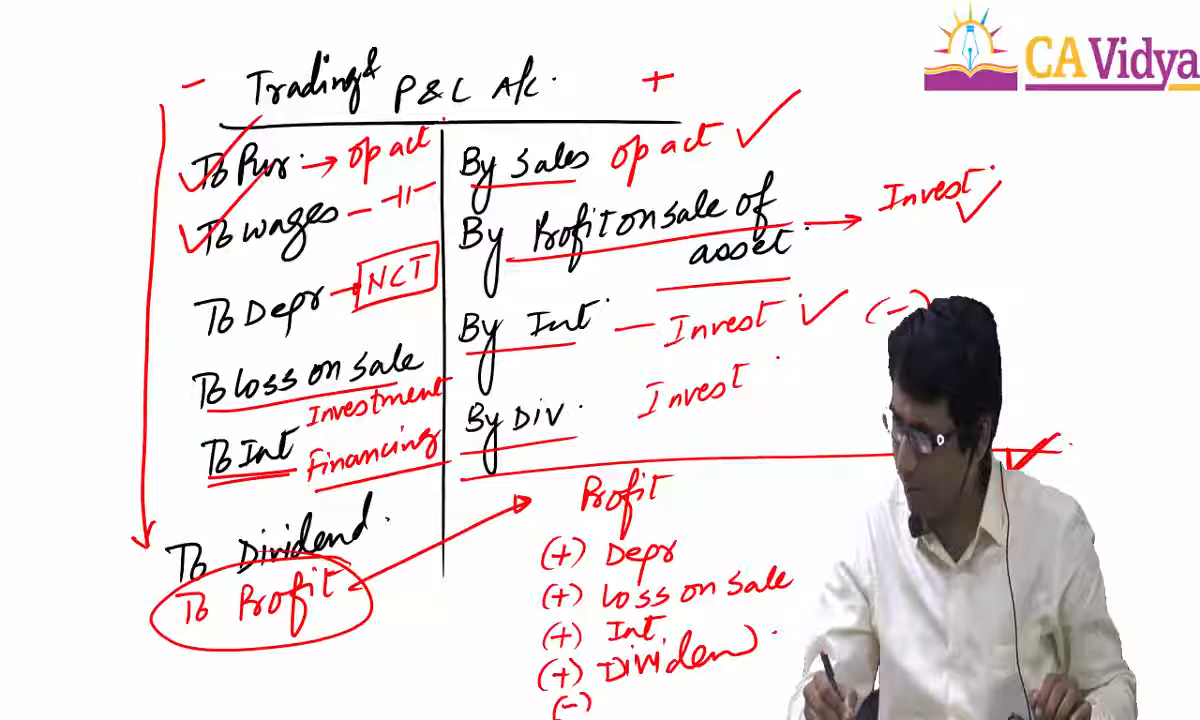 CA Vidya
- Trading & P & L A/c. +
To Pur. → Op act
To wages - -||-
To Depr → NCT
To Loss on sale
Investment
To Int Financing
To Dividend.
To Profit
By Sales Op act ✓
By Profit on sale of asset. → Invest. ✓
By Int. - Invest ✓ (-)
By Div. Invest
Profit
(+) Depr
(+) Loss on Sale
(+) Int.
(+) Dividend.
(-)